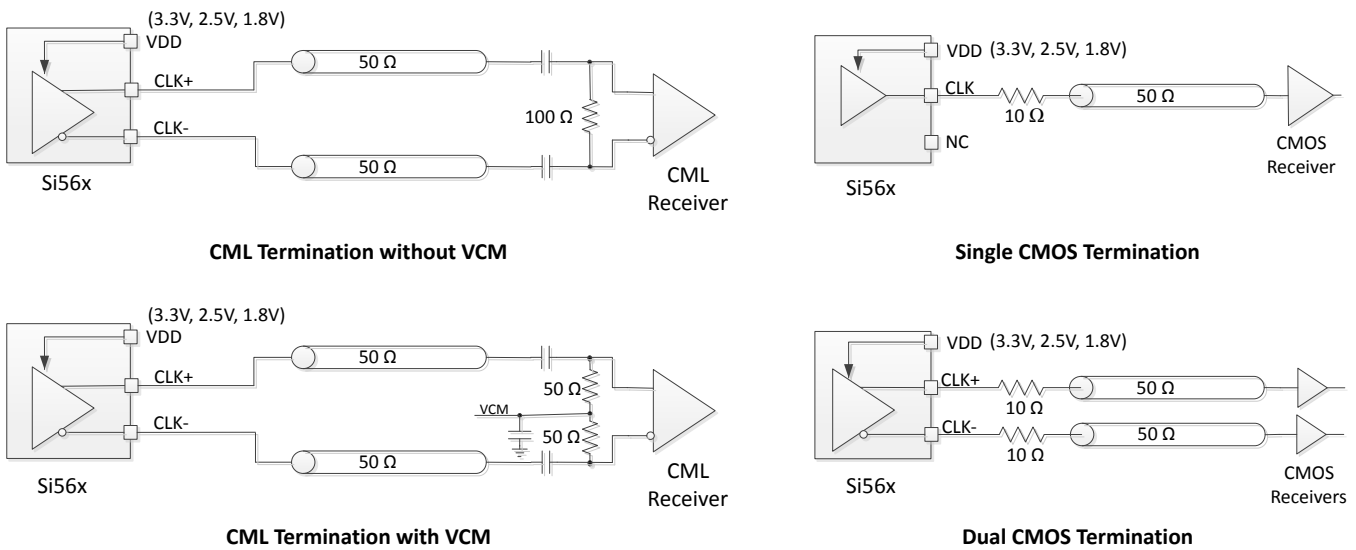 (3.3V, 2.5V, 1.8V)
VDD
CLK+
CLK-
50 Ω
50 Ω
100 Ω
Si56x
CML
Receiver
CML Termination without VCM
VDD (3.3V, 2.5V, 1.8V)
CLK
10 Ω
50 Ω
NC
Si56x
CMOS
Receiver
Single CMOS Termination
(3.3V, 2.5V, 1.8V)
VDD
CLK+
CLK-
50 Ω
50 Ω
50 Ω
VCM
50 Ω
Si56x
CML
Receiver
CML Termination with VCM
VDD (3.3V, 2.5V, 1.8V)
CLK+
10 Ω
50 Ω
CLK-
10 Ω
50 Ω
Si56x
CMOS
Receivers
Dual CMOS Termination